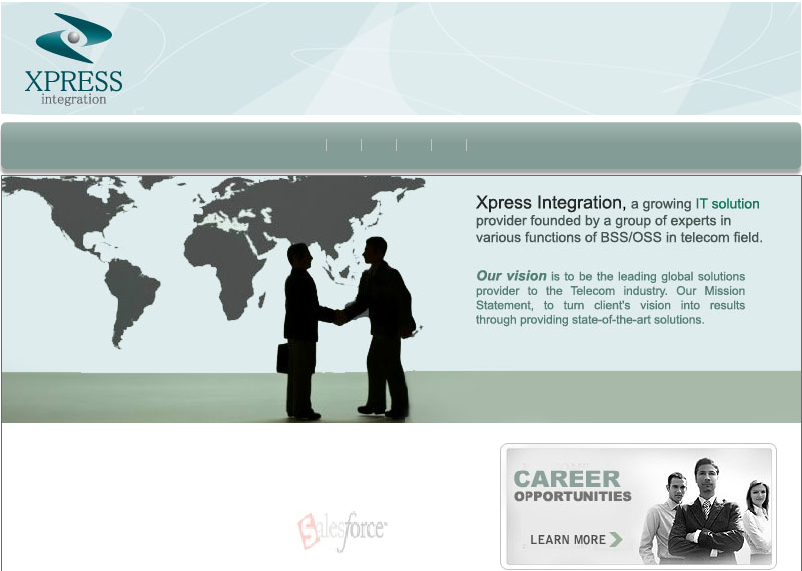 XPRESS
integration
Xpress Integration, a growing IT solution
provider founded by a group of experts in
various functions of BSS/OSS in telecom field.
Our vision is to be the leading global solutions
provider to the Telecom industry. Our Mission
Statement, to turn client's vision into results
through providing state-of-the-art solutions.
CAREER
OPPORTUNITIES
LEARN MORE
salesforce